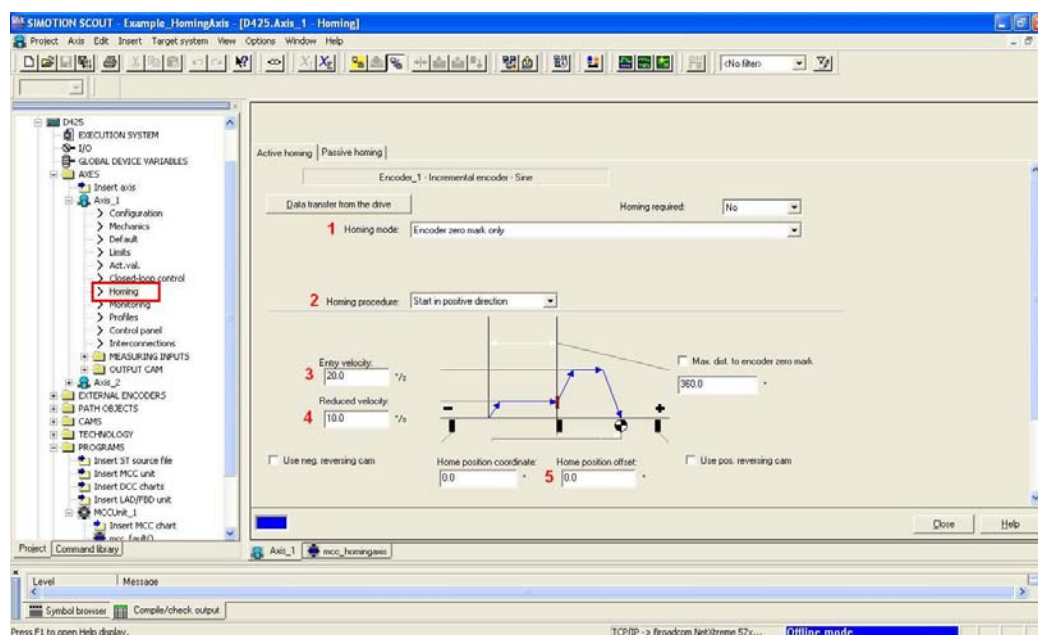 SIMOTION SCOUT - Example_HomingAxis - [D425.Axis_1 - Homing]
Project Axis Edit Insert Target system View Options Window Help
<No filter>
D425
EXECUTION SYSTEM
I/O
GLOBAL DEVICE VARIABLES
AXES
Insert axis
Axis_1
Configuration
Mechanics
Default
Limits
Act.val.
Closed-loop control
Homing
Monitoring
Profiles
Control panel
Interconnections
MEASURING INPUTS
OUTPUT CAM
Axis_2
EXTERNAL ENCODERS
PATH OBJECTS
CAMS
TECHNOLOGY
PROGRAMS
Insert ST source file
Insert MCC unit
Insert DCC charts
Insert LAD/FBD unit
MCCUnit_1
Insert MCC chart
mcc_fault()
Project Command library
Active homing Passive homing
Encoder_1 - Incremental encoder - Sine
Data transfer from the drive
Homing required: No
1 Homing mode: Encoder zero mark only
2 Homing procedure: Start in positive direction
Entry velocity:
3 20.0 °/s
Reduced velocity:
4 10.0 °/s
Max. dist. to encoder zero mark
360.0 °
- +
Use neg. reversing cam
Home position coordinate:
0.0 °
Home position offset:
5 0.0 °
Use pos. reversing cam
Close Help
Axis_1 mcc_homingaxis
Level Message
Symbol browser Compile/check output
Press F1 to open Help display.
TCP/IP -> Broadcom NetXtreme 57x...
Offline mode